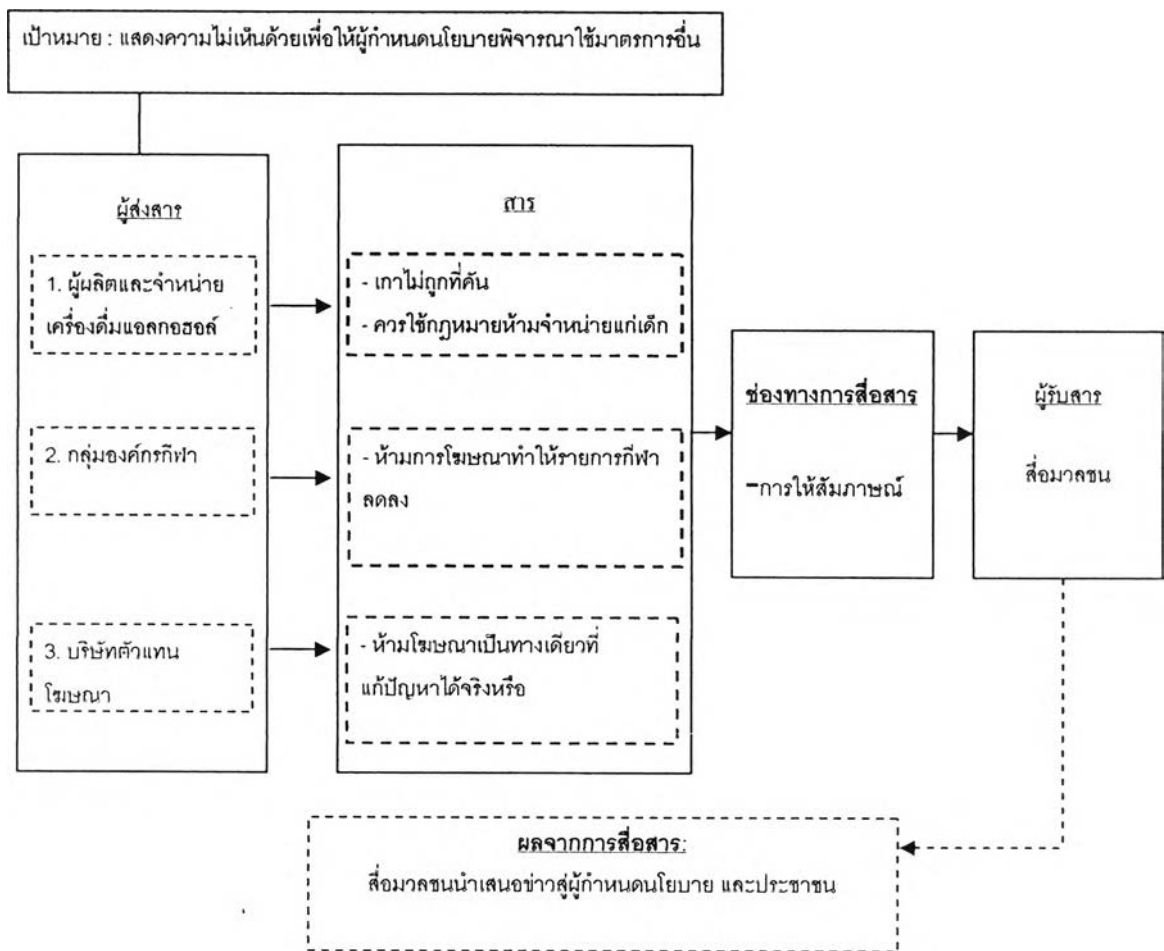 เป้าหมาย : แสดงความไม่เห็นด้วยเพื่อให้ผู้กำหนดนโยบายพิจารณาใช้มาตรการอื่น
ผู้ส่งสาร
1. ผู้ผลิตและจำหน่าย
เครื่องดื่มแอลกอฮอล์
2. กลุ่มองค์กรกีฬา
3. บริษัทตัวแทน
โฆษณา
สาร
- เกาไม่ถูกที่คัน
- ควรใช้กฎหมายห้ามจำหน่ายแก่เด็ก
- ห้ามการโฆษณาทำให้รายการกีฬา
ลดลง
- ห้ามโฆษณาเป็นทางเดียวที่
แก้ปัญหาได้จริงหรือ
ช่องทางการสื่อสาร
-การให้สัมภาษณ์
ผู้รับสาร
สื่อมวลชน
ผลจากการสื่อสาร:
สื่อมวลชนนำเสนอข่าวสู่ผู้กำหนดนโยบาย และประชาชน